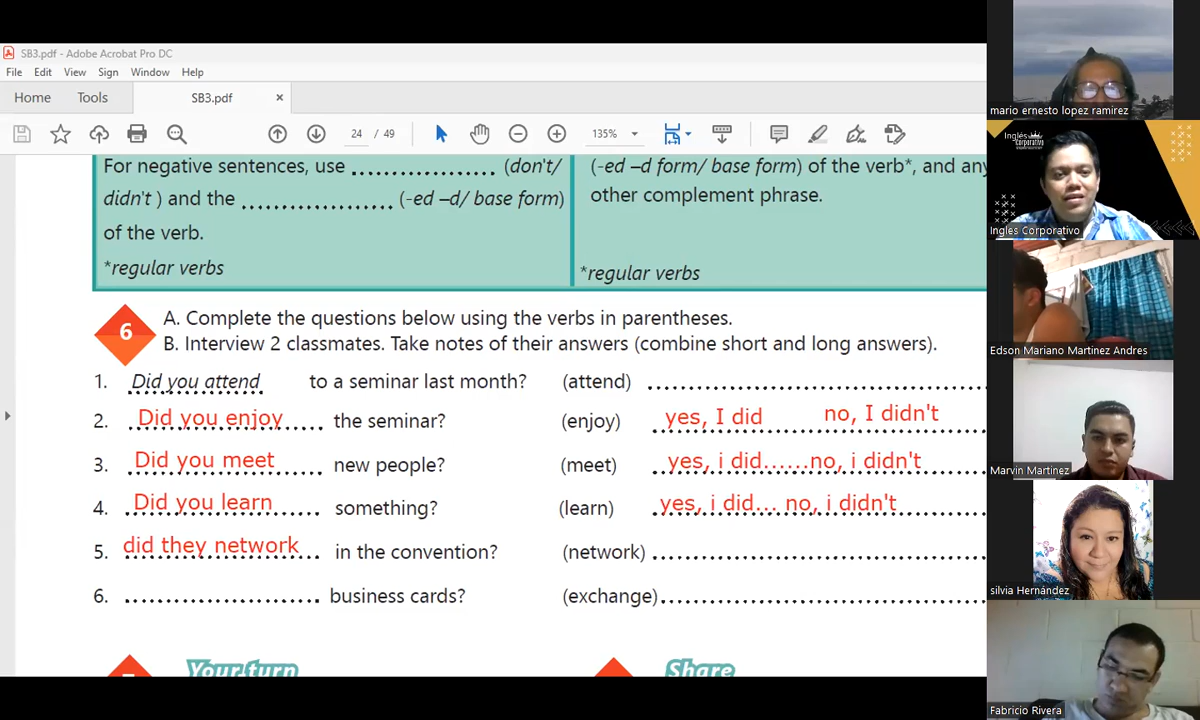 SB3.pdf - Adobe Acrobat Pro DC
File Edit View Sign Window Help
Home Tools SB3.pdf ×
24 / 49 135%
For negative sentences, use ........................ (don't/
didn't ) and the ........................ (-ed –d/ base form)
of the verb.
*regular verbs
(-ed –d form/ base form) of the verb*, and any
other complement phrase.
*regular verbs
6
A. Complete the questions below using the verbs in parentheses.
B. Interview 2 classmates. Take notes of their answers (combine short and long answers).
1. Did you attend to a seminar last month? (attend) ........................
2. Did you enjoy the seminar? (enjoy) yes, I did no, I didn't
3. Did you meet new people? (meet) yes, i did......no, i didn't
4. Did you learn something? (learn) yes, i did... no, i didn't
5. did they network in the convention? (network) ........................
6. ........................ business cards? (exchange)........................
Your turn
Share
mario ernesto lopez ramirez
Inglés
Corporativo
Ingles Corporativo
Edson Mariano Martinez Andres
Marvin Martinez
silvia Hernández
Fabricio Rivera